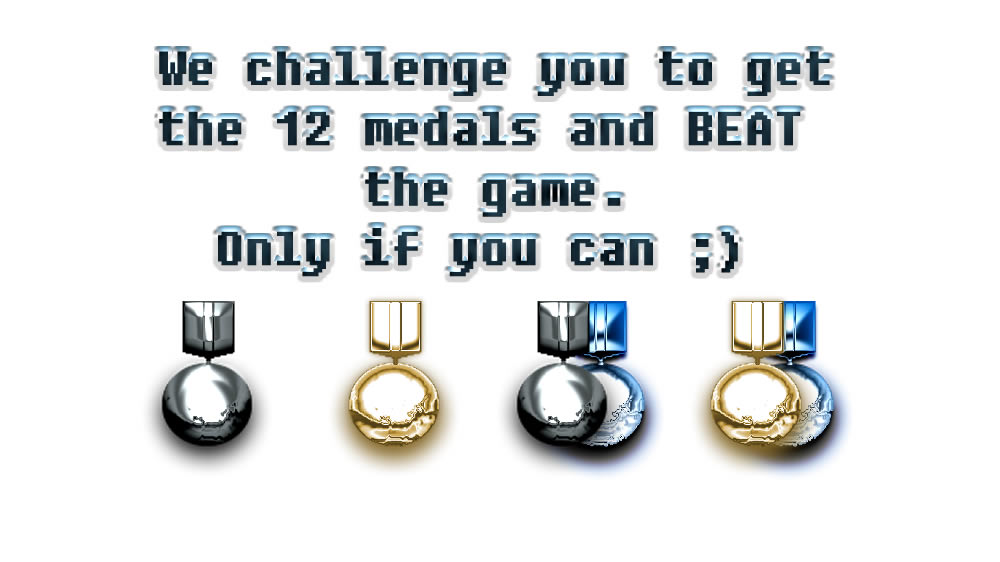 We challenge you to get
the 12 medals and BEAT
the game.
Only if you can ;)